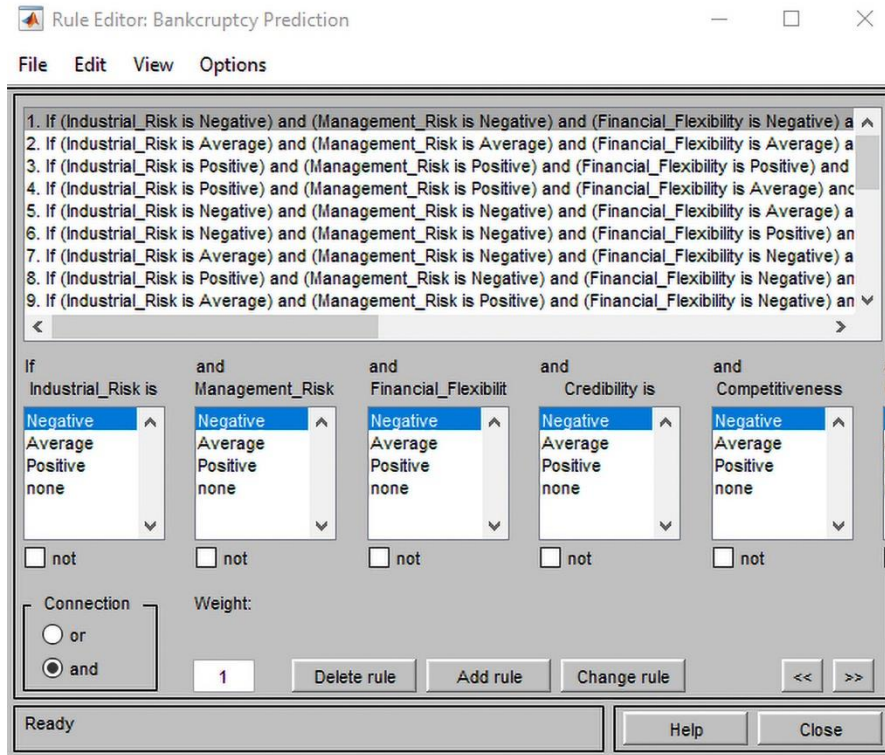 Rule Editor: Bankcruptcy Prediction
File Edit View Options
1. If (Industrial_Risk is Negative) and (Management_Risk is Negative) and (Financial_Flexibility is Negative) a
2. If (Industrial_Risk is Average) and (Management_Risk is Average) and (Financial_Flexibility is Average) a
3. If (Industrial_Risk is Positive) and (Management_Risk is Positive) and (Financial_Flexibility is Positive) and
4. If (Industrial_Risk is Positive) and (Management_Risk is Positive) and (Financial_Flexibility is Average) and
5. If (Industrial_Risk is Negative) and (Management_Risk is Negative) and (Financial_Flexibility is Average) a
6. If (Industrial_Risk is Negative) and (Management_Risk is Negative) and (Financial_Flexibility is Positive) an
7. If (Industrial_Risk is Average) and (Management_Risk is Negative) and (Financial_Flexibility is Negative) a
8. If (Industrial_Risk is Positive) and (Management_Risk is Negative) and (Financial_Flexibility is Negative) an
9. If (Industrial_Risk is Average) and (Management_Risk is Positive) and (Financial_Flexibility is Negative) an
If and and and and
Industrial_Risk is Management_Risk Financial_Flexibilit Credibility is Competitiveness
Negative Negative Negative Negative Negative
Average Average Average Average Average
Positive Positive Positive Positive Positive
none none none none none
not not not not not
Connection Weight:
or
and 1 Delete rule Add rule Change rule << >>
Ready Help Close